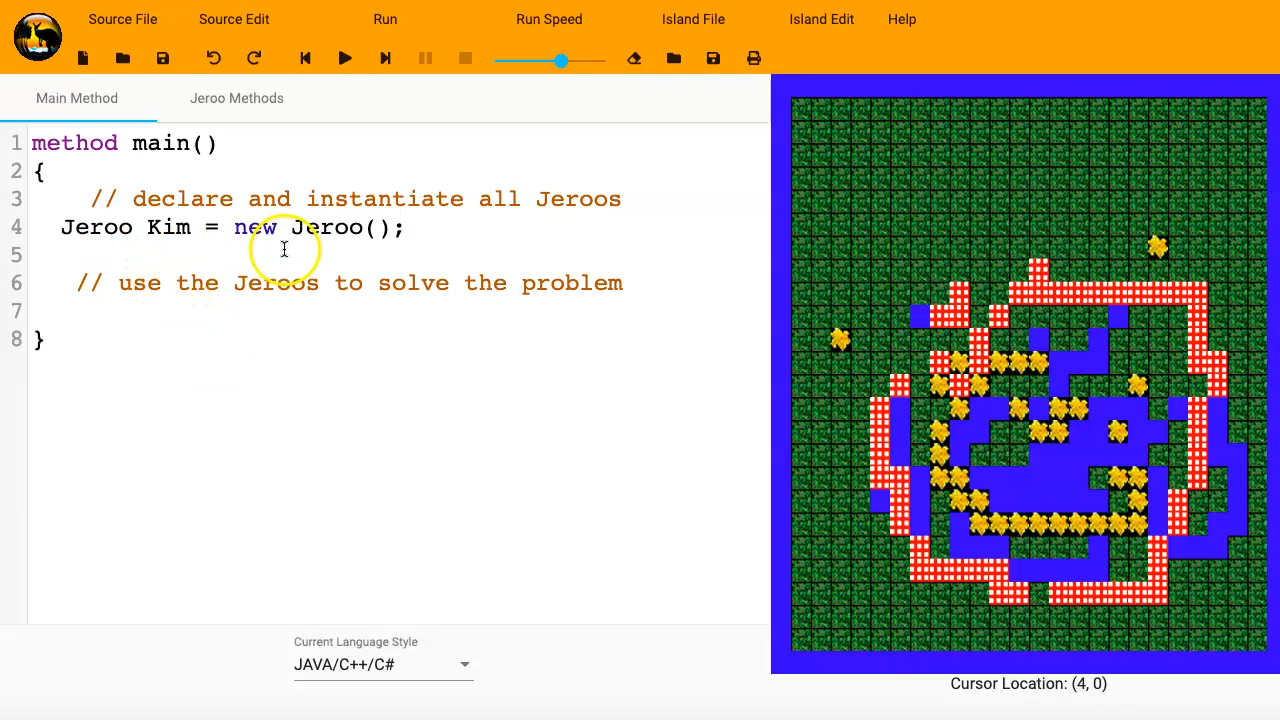 Source File Source Edit Run Run Speed Island File Island Edit Help
Main Method Jeroo Methods
1 method main()
2 {
3 // declare and instantiate all Jeroos
4 Jeroo Kim = new Jeroo();
5
6 // use the Jeroos to solve the problem
7
8 }
Current Language Style
JAVA/C++/C#
Cursor Location: (4, 0)